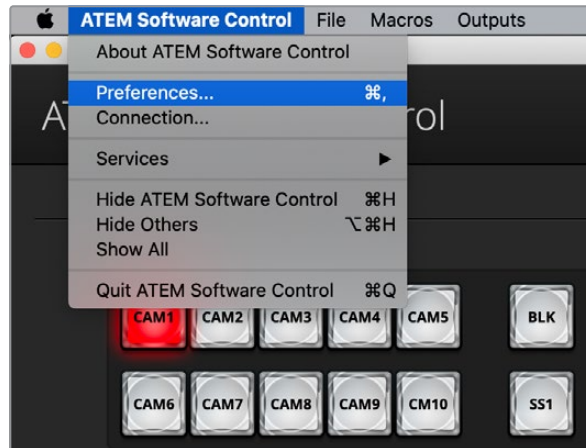 ATEM Software Control File Macros Outputs
About ATEM Software Control
Preferences... ⌘,
A rol
Connection...
Services ▶
Hide ATEM Software Control ⌘H
Hide Others ⌥⌘H
Show All
Quit ATEM Software Control ⌘Q
CAM1 CAM2 CAM3 CAM4 CAM5 BLK
CAM6 CAM7 CAM8 CAM9 CM10 SS1